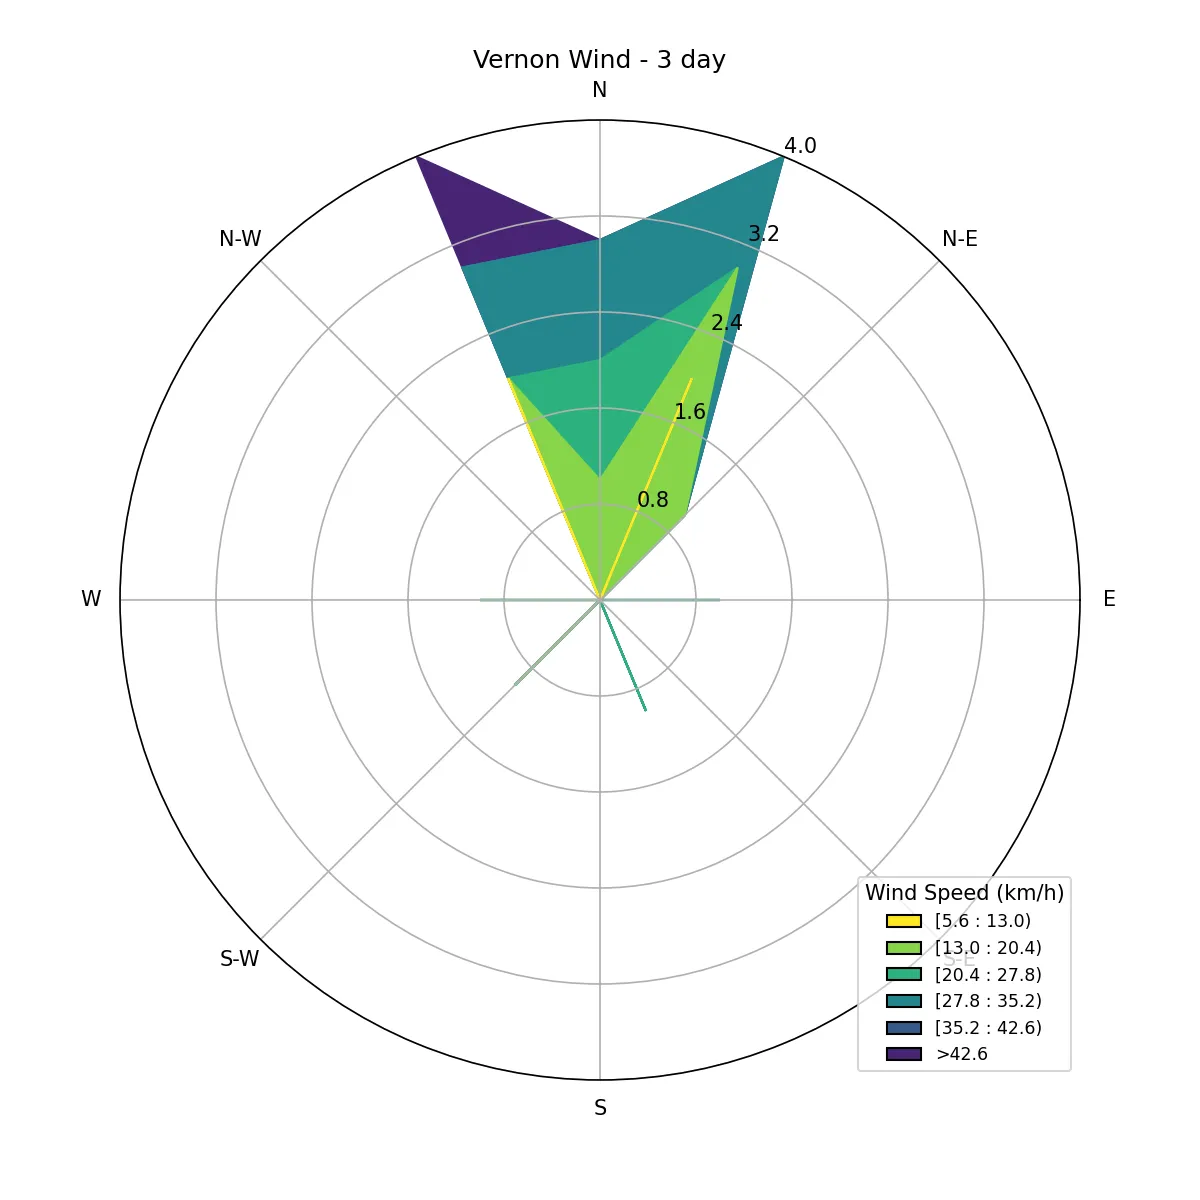 Vernon Wind - 3 day
N
4.0
N-W
3.2
N-E
2.4
1.6
0.8
W
E
S-W
S-E
S
Wind Speed (km/h)
[5.6 : 13.0)
[13.0 : 20.4)
[20.4 : 27.8)
[27.8 : 35.2)
[35.2 : 42.6)
>42.6